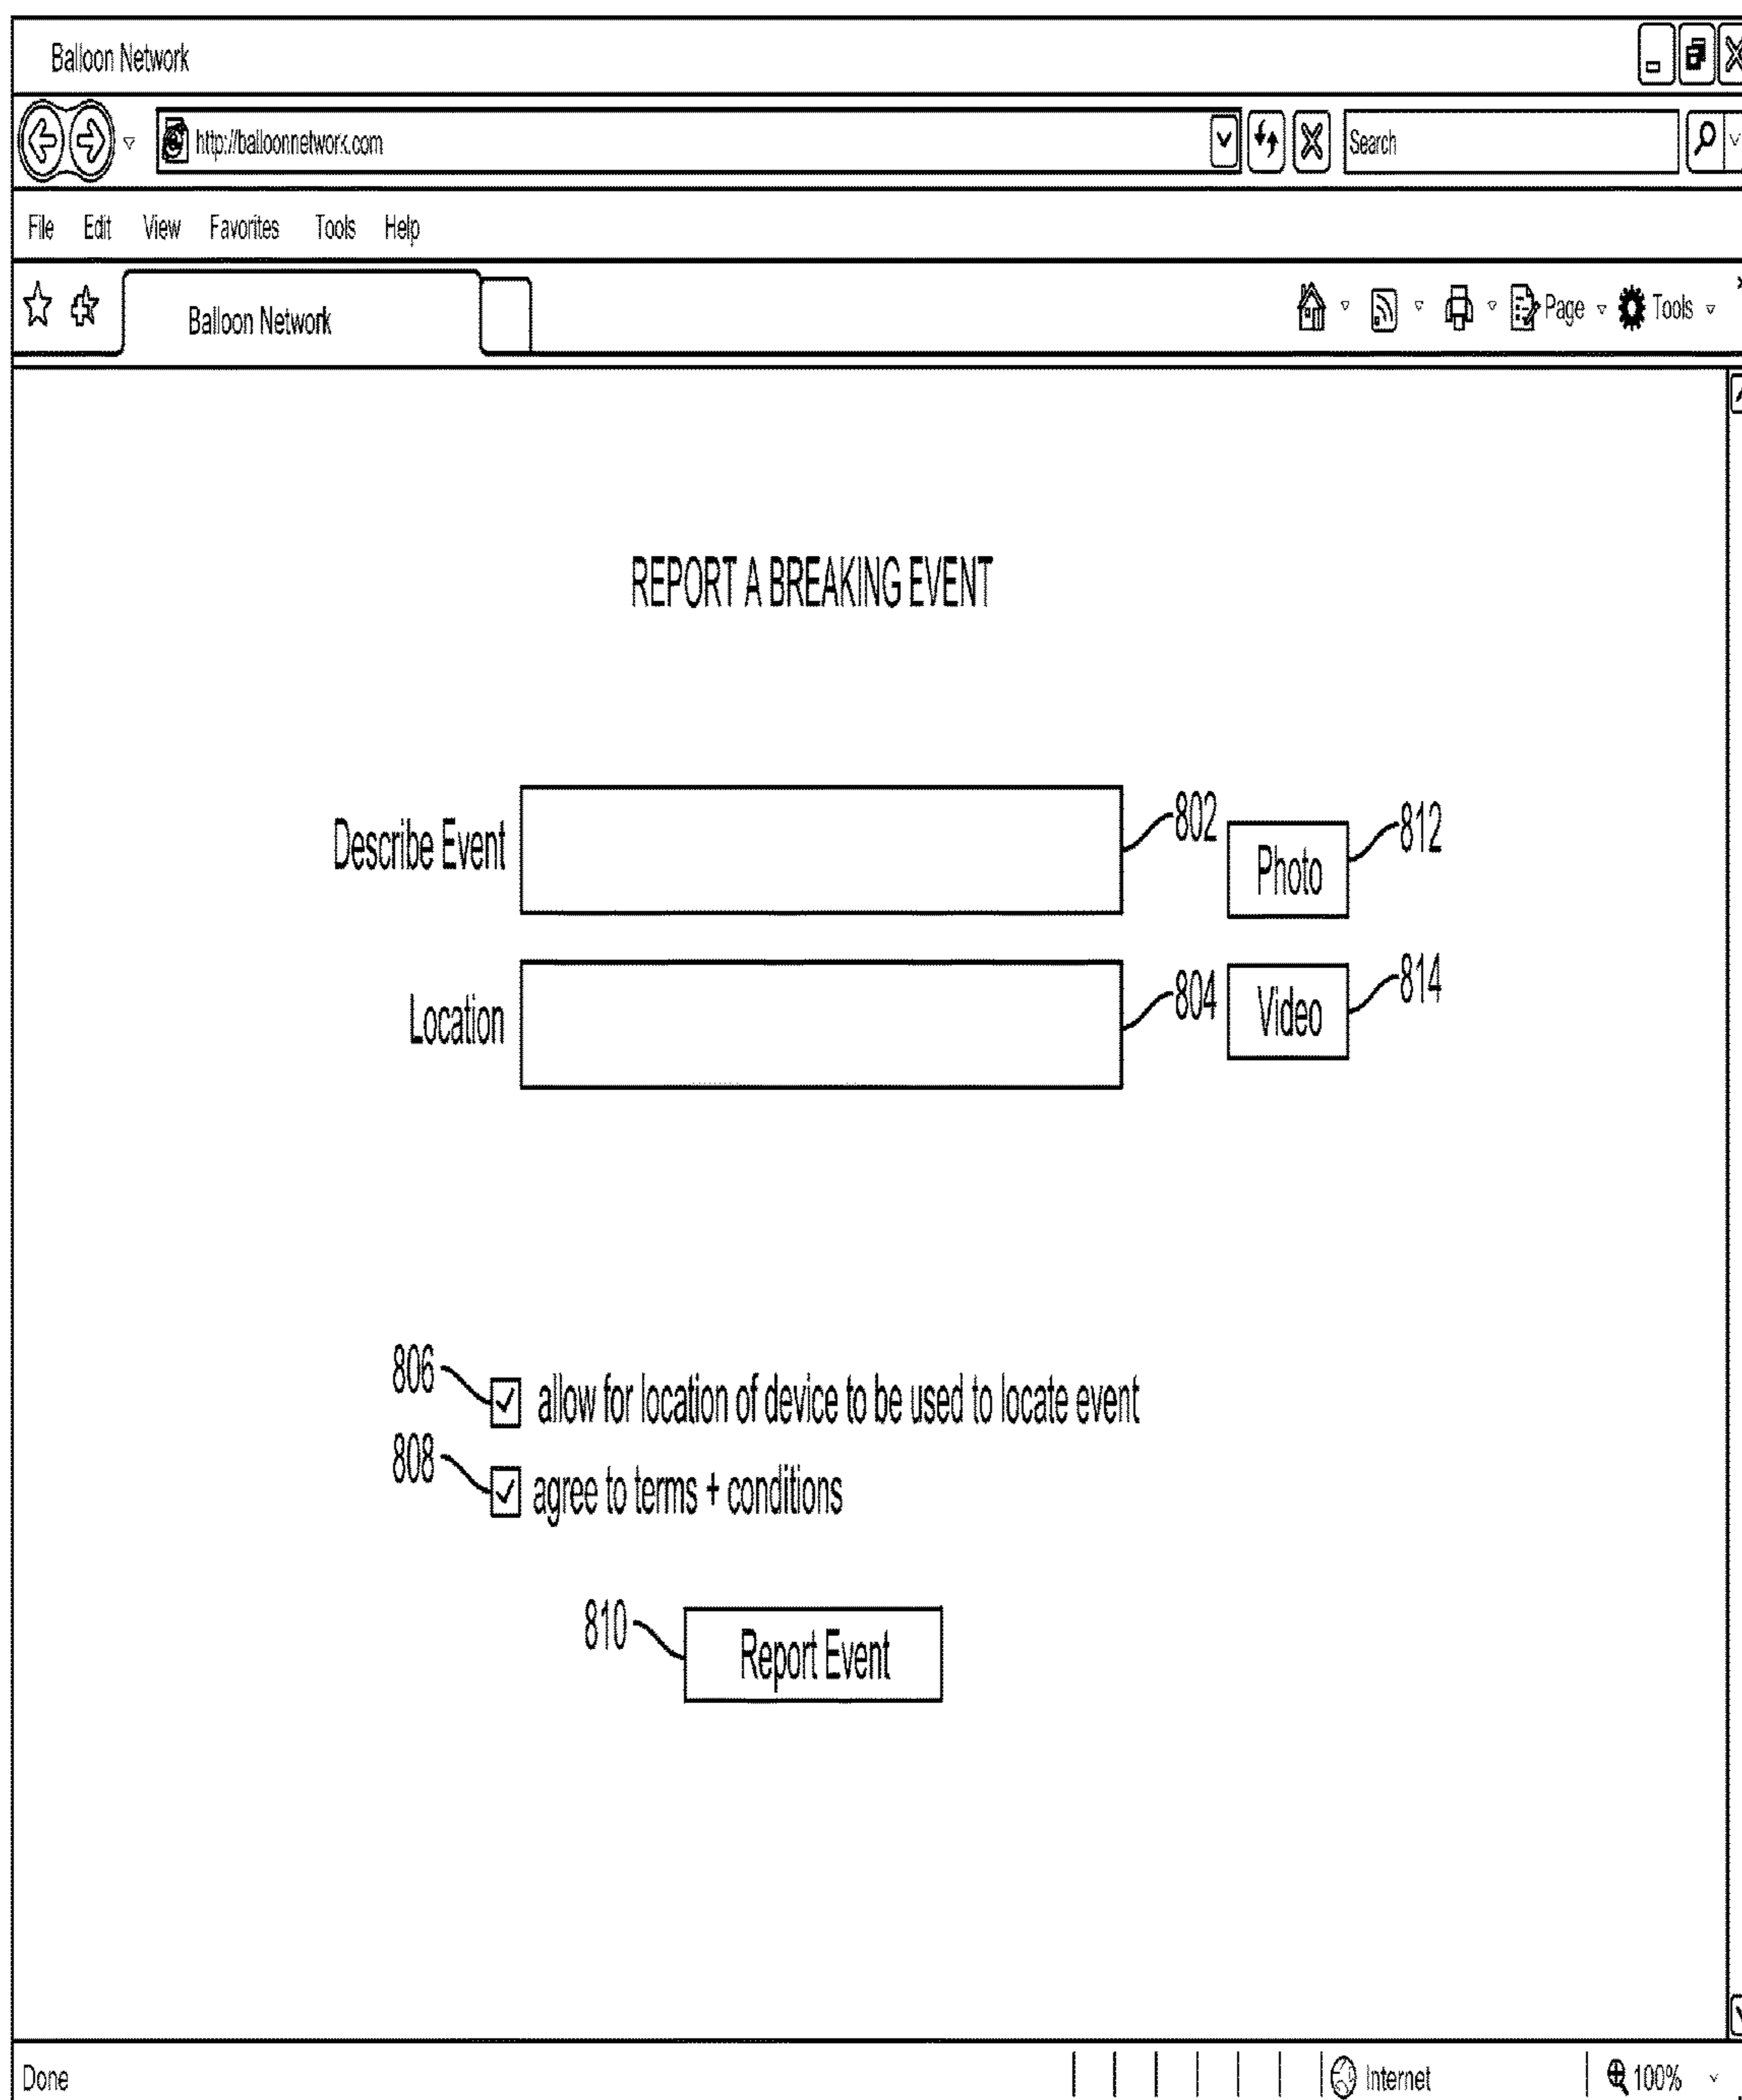 Balloon Network
http://balloonnetwork.com
Search
File Edit View Favorites Tools Help
Balloon Network
Page Tools
REPORT A BREAKING EVENT
Describe Event 802
Photo 812
Location 804
Video 814
806 allow for location of device to be used to locate event
808 agree to terms + conditions
810 Report Event
Done Internet 100%